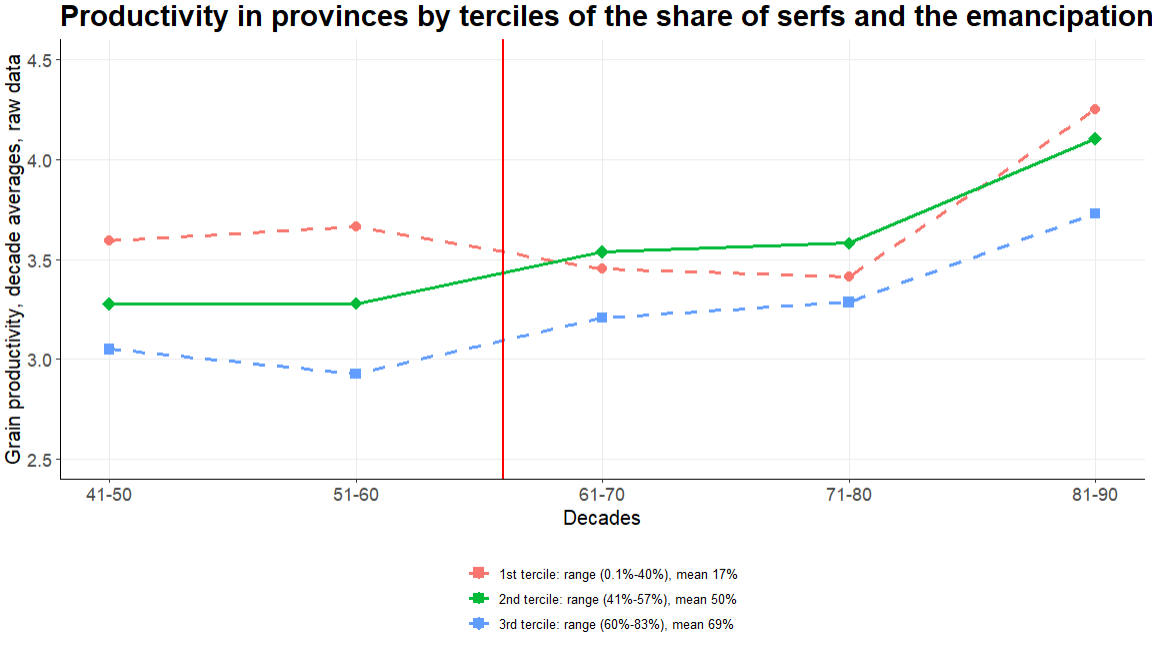 Productivity in provinces by terciles of the share of serfs and the emancipation
Grain productivity, decade averages, raw data
4.5
4.0
3.5
3.0
2.5
41-50 51-60 61-70 71-80 81-90
Decades
1st tercile: range (0.1%-40%), mean 17%
2nd tercile: range (41%-57%), mean 50%
3rd tercile: range (60%-83%), mean 69%